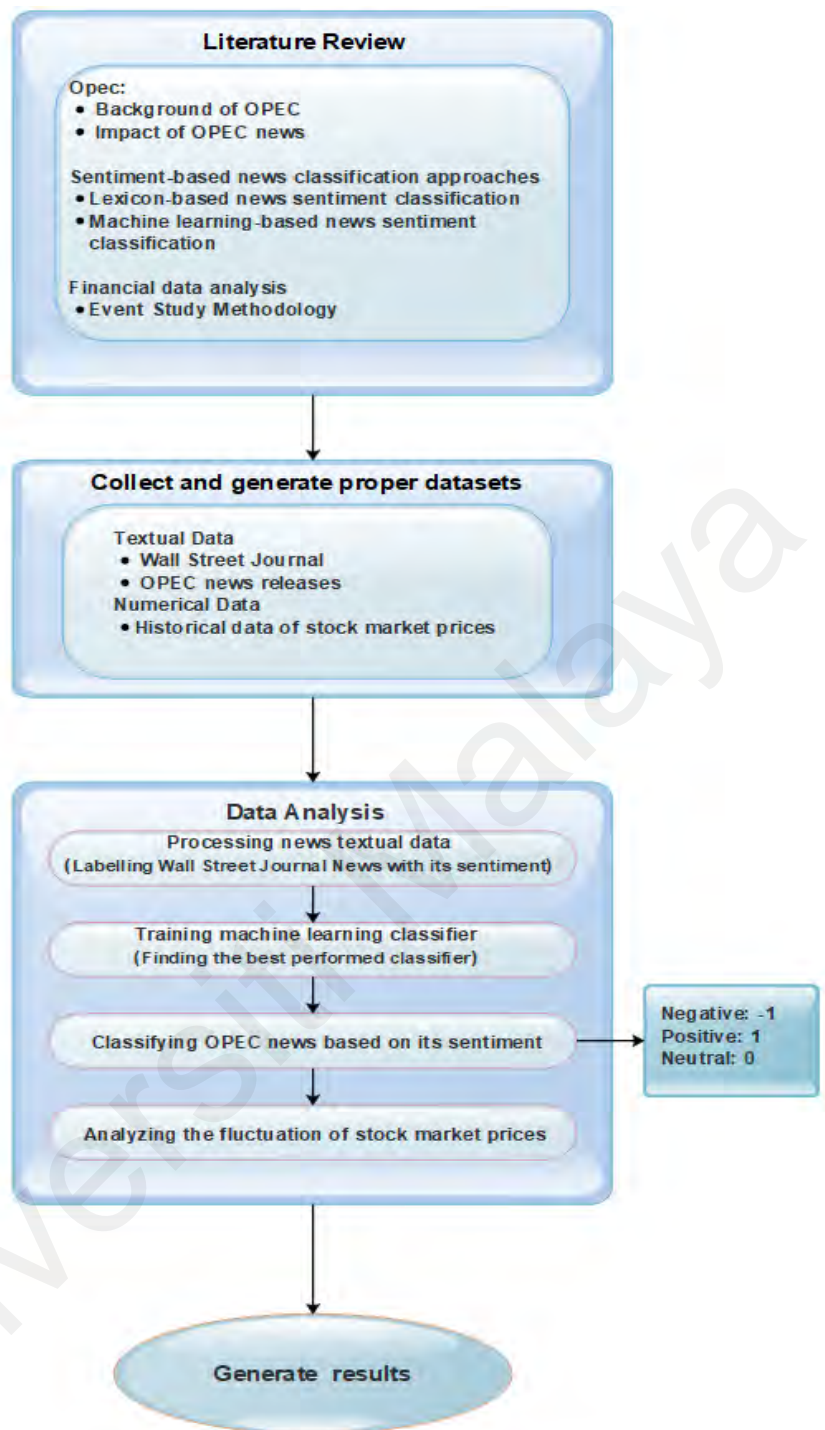 Literature Review
Opec:
• Background of OPEC
• Impact of OPEC news
Sentiment-based news classification approaches
• Lexicon-based news sentiment classification
• Machine learning-based news sentiment
classification
Financial data analysis
• Event Study Methodology
Collect and generate proper datasets
Textual Data
• Wall Street Journal
• OPEC news releases
Numerical Data
• Historical data of stock market prices
Data Analysis
Processing news textual data
(Labelling Wall Street Journal News with its sentiment)
Training machine learning classifier
(Finding the best performed classifier)
Classifying OPEC news based on its sentiment
Negative: -1
Positive: 1
Neutral: 0
Analyzing the fluctuation of stock market prices
Generate results
versiti Malaya